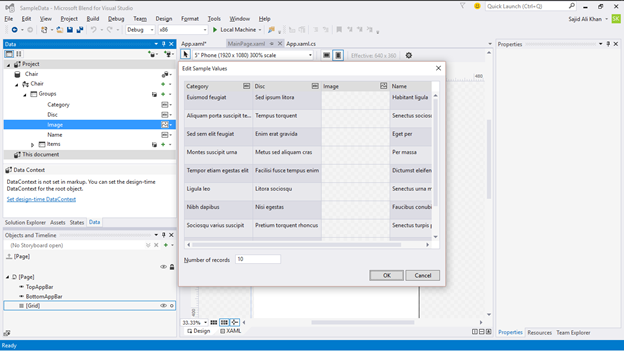 SampleData - Microsoft Blend for Visual Studio
Quick Launch (Ctrl+Q)
File Edit View Project Build Debug Team Design Format Tools Window Help
Sajid Ali Khan
SK
Debug x86 Local Machine
Data
App.xaml* MainPage.xaml App.xaml.cs
Properties
5" Phone (1920 x 1080) 300% scale
Effective: 640 x 360
Project
Chair
Chair
Groups
Category
Disc
Image
Name
Items
This document
Data Context
DataContext is not set in markup. You can set the design-time
DataContext for the root object.
Set design-time DataContext
Solution Explorer Assets States Data
Objects and Timeline
(No Storyboard open)
[Page]
[Page]
TopAppBar
BottomAppBar
[Grid]
Edit Sample Values
Category Disc Image Name
Euismod feugiat Sed ipsum litora Habitant ligula
Aliquam porta suscipit te... Tempus torquent Senectus sociosq
Sed sem elit feugiat Enim erat gravida Eget per
Montes suscipit urna Metus sed aliquam cras Per massa
Tempor etiam egestas elit Facilisi fusce tempus enim Dictumst eleifen
Ligula leo Litora sociosqu Senectus urna m
Nibh dapibus Nisi egestas Faucibus conubi
Sociosqu varius suscipit Pretium torquent rhoncus Senectus turpis p
Number of records 10
OK Cancel
480
33.33%
Design XAML
Properties Resources Team Explorer
Ready